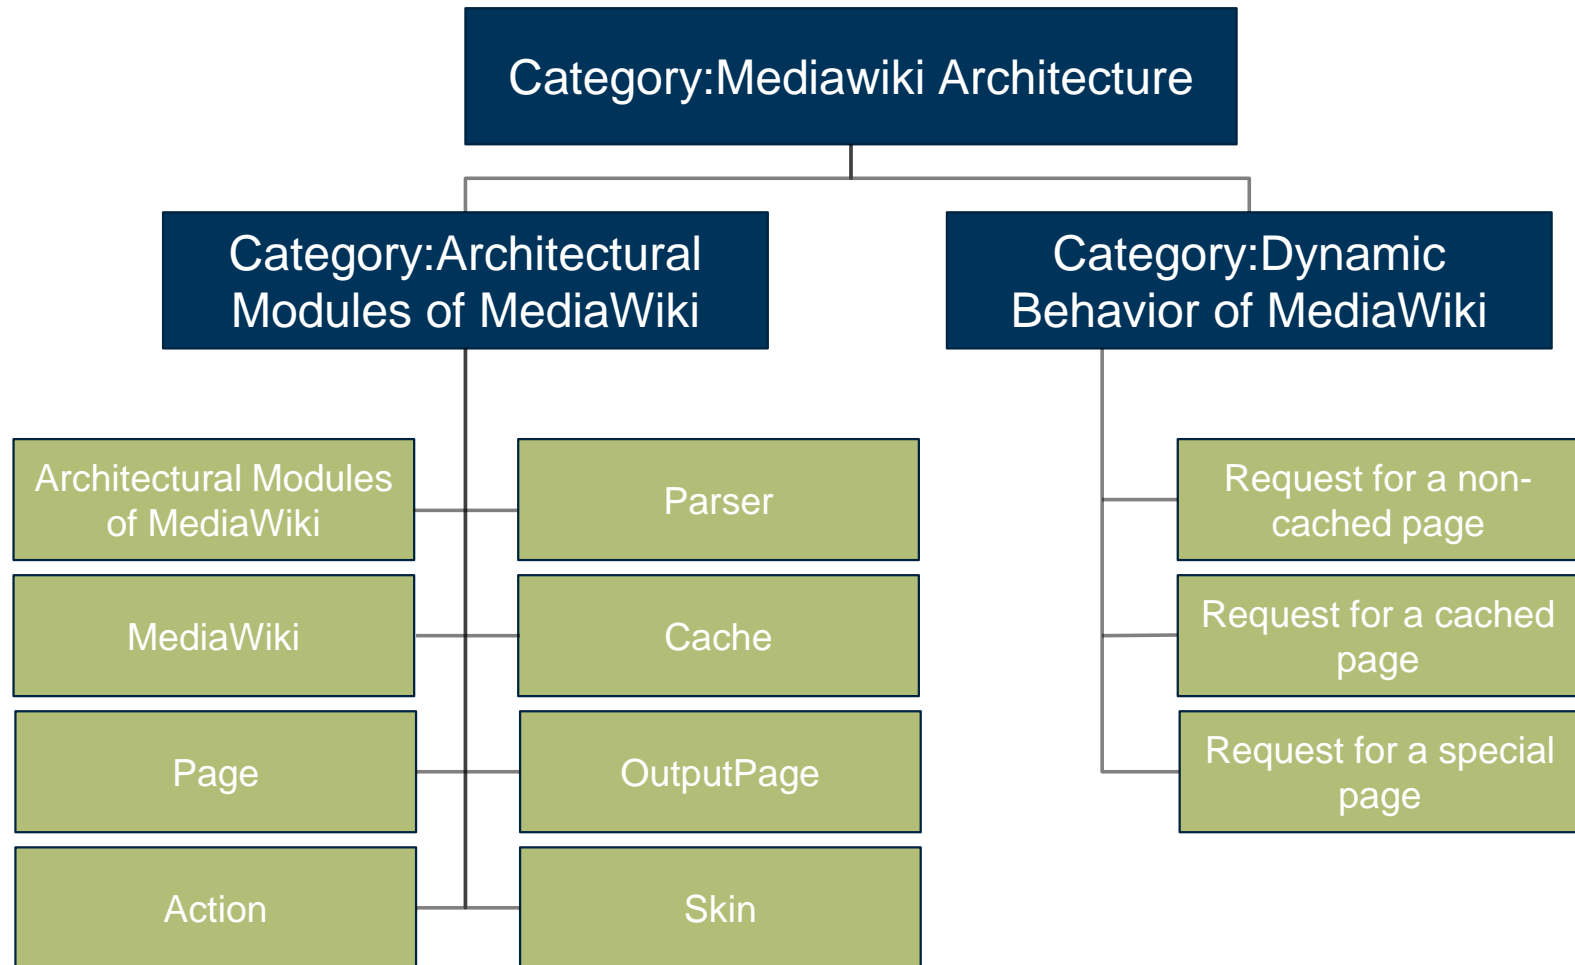 Category:Mediawiki Architecture
Category:Architectural
Modules of MediaWiki
Category:Dynamic
Behavior of MediaWiki
Architectural Modules
of MediaWiki
Parser
Request for a non-
cached page
MediaWiki
Cache
Request for a cached
page
Page
OutputPage
Request for a special
page
Action
Skin